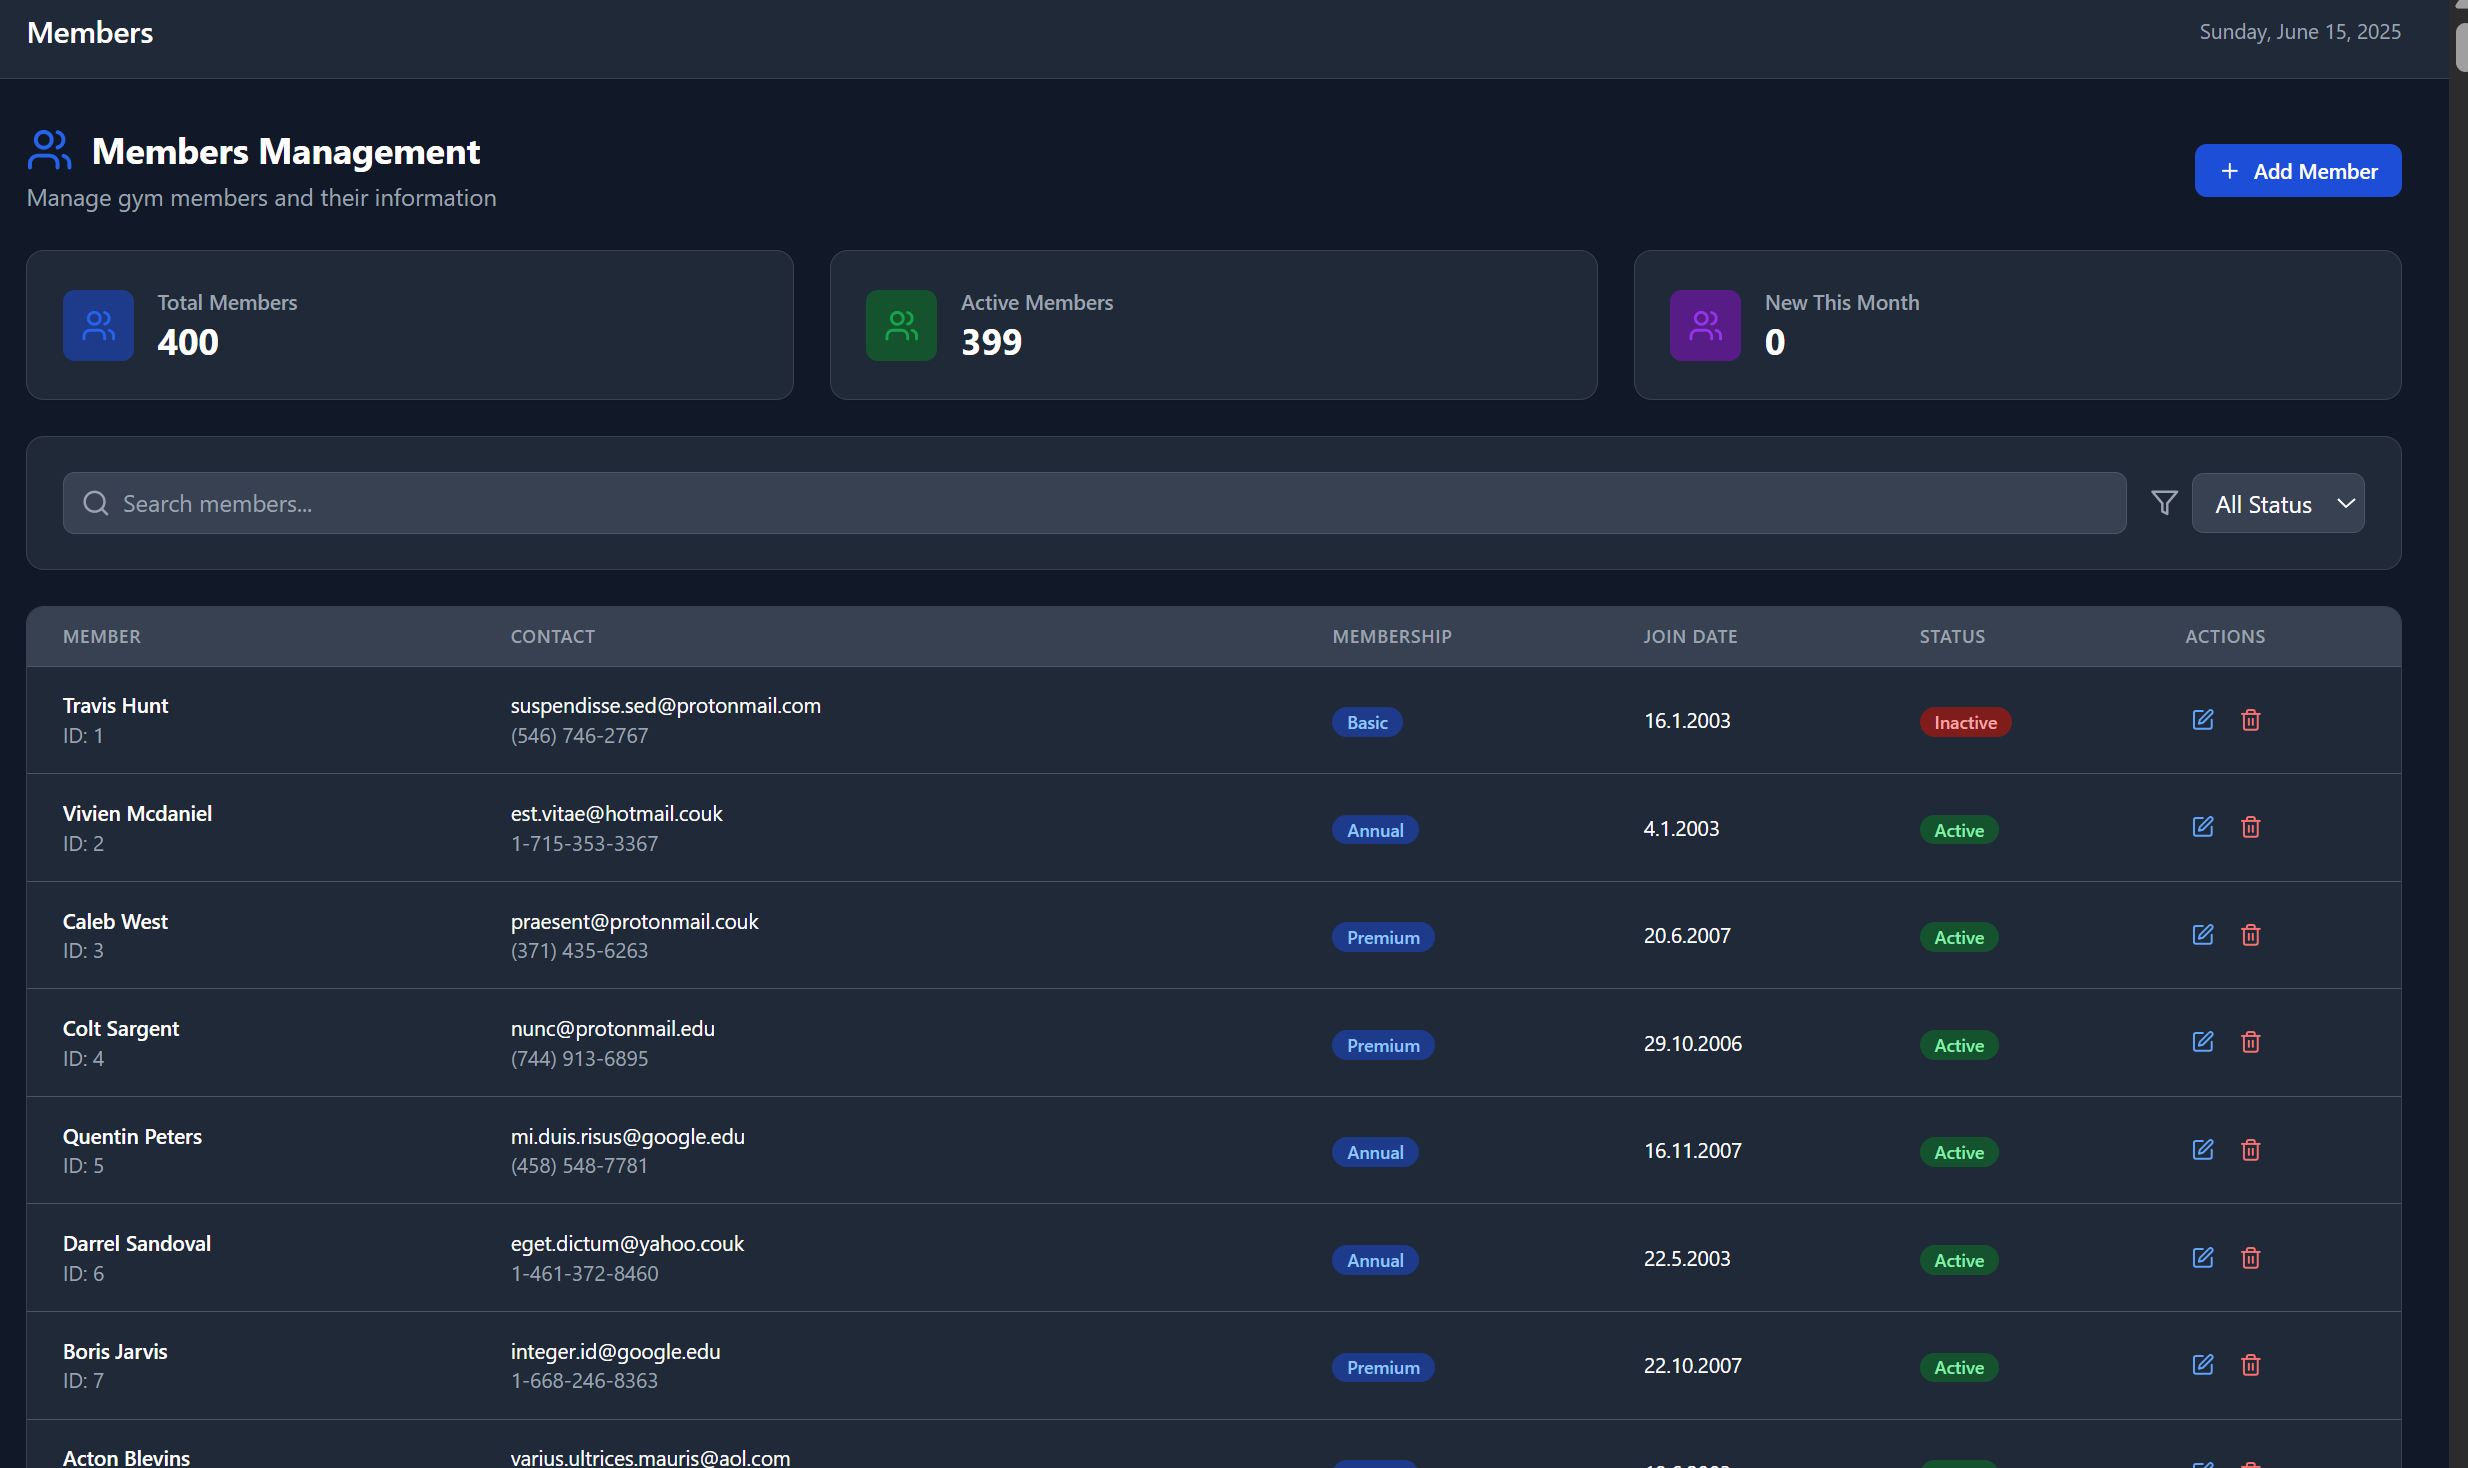 Members
Sunday, June 15, 2025
Members Management
Manage gym members and their information
Add Member
Total Members
400
Active Members
399
New This Month
0
Search members...
All Status
MEMBER CONTACT MEMBERSHIP JOIN DATE STATUS ACTIONS
Travis Hunt suspendisse.sed@protonmail.com
ID: 1 (546) 746-2767
Basic 16.1.2003 Inactive
Vivien Mcdaniel est.vitae@hotmail.couk
ID: 2 1-715-353-3367
Annual 4.1.2003 Active
Caleb West praesent@protonmail.couk
ID: 3 (371) 435-6263
Premium 20.6.2007 Active
Colt Sargent nunc@protonmail.edu
ID: 4 (744) 913-6895
Premium 29.10.2006 Active
Quentin Peters mi.duis.risus@google.edu
ID: 5 (458) 548-7781
Annual 16.11.2007 Active
Darrel Sandoval eget.dictum@yahoo.couk
ID: 6 1-461-372-8460
Annual 22.5.2003 Active
Boris Jarvis integer.id@google.edu
ID: 7 1-668-246-8363
Premium 22.10.2007 Active
Acton Blevins varius.ultrices.mauris@aol.com